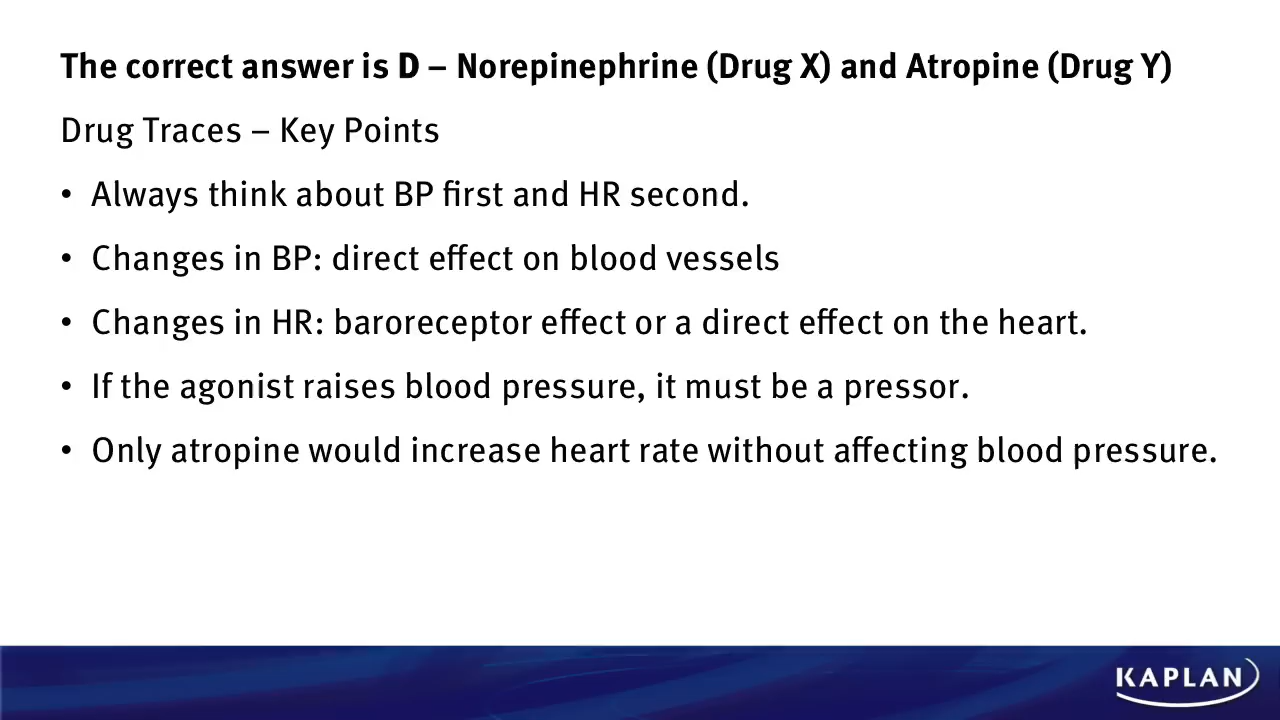 The correct answer is D – Norepinephrine (Drug X) and Atropine (Drug Y)
Drug Traces – Key Points
• Always think about BP first and HR second.
• Changes in BP: direct effect on blood vessels
• Changes in HR: baroreceptor effect or a direct effect on the heart.
• If the agonist raises blood pressure, it must be a pressor.
• Only atropine would increase heart rate without affecting blood pressure.
KAPLAN